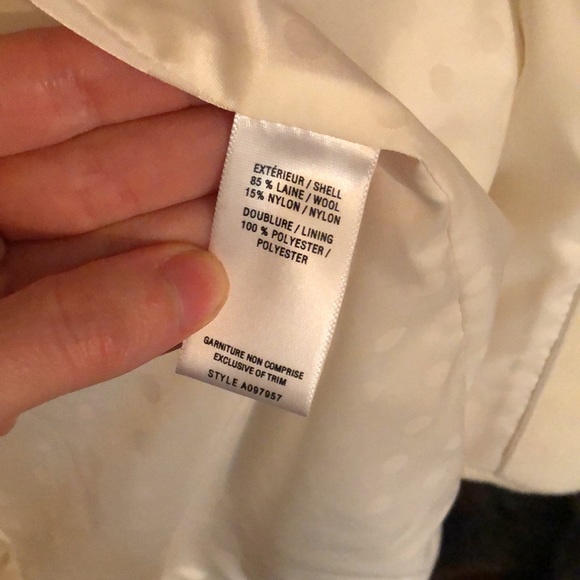 EXTÉRIEUR / SHELL
85 % LAINE / WOOL
15% NYLON / NYLON
DOUBLURE / LINING
100 % POLYESTER /
POLYESTER
GARNITURE NON COMPRISE
EXCLUSIVE OF TRIM
STYLE A097957